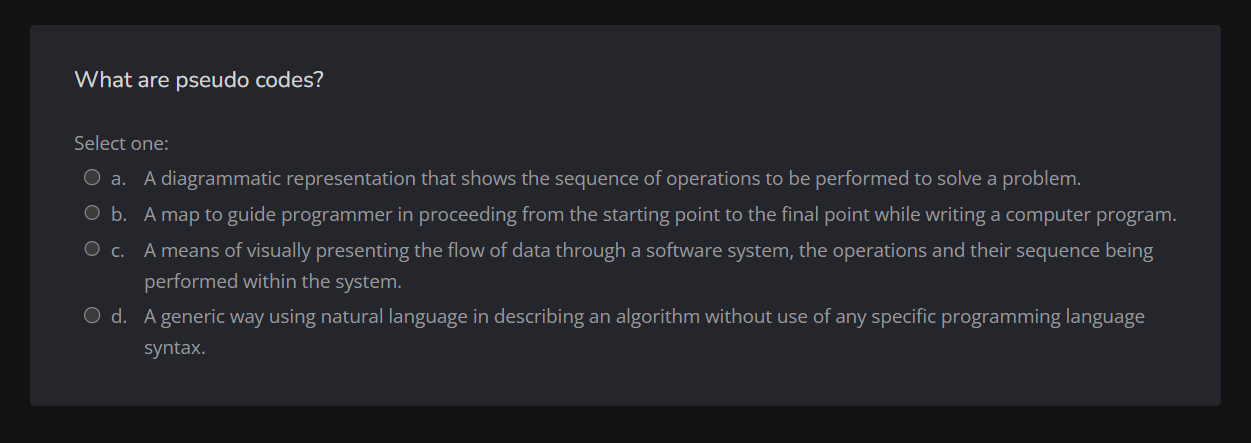 What are pseudo codes?
Select one:
a. A diagrammatic representation that shows the sequence of operations to be performed to solve a problem.
b. A map to guide programmer in proceeding from the starting point to the final point while writing a computer program.
c. A means of visually presenting the flow of data through a software system, the operations and their sequence being
performed within the system.
d. A generic way using natural language in describing an algorithm without use of any specific programming language
syntax.